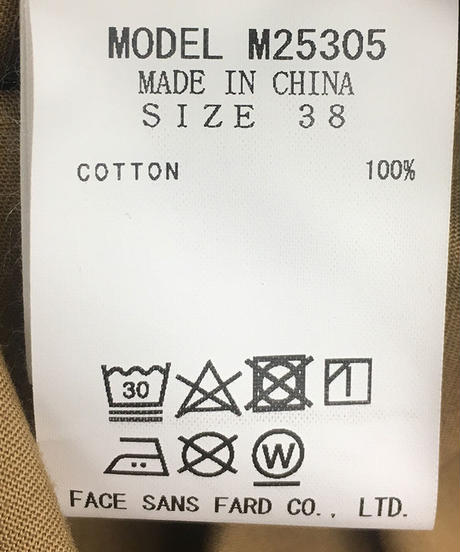 MODEL M25305
MADE IN CHINA
SIZE 38
COTTON 100%
30
W
FACE SANS FARD CO., LTD.